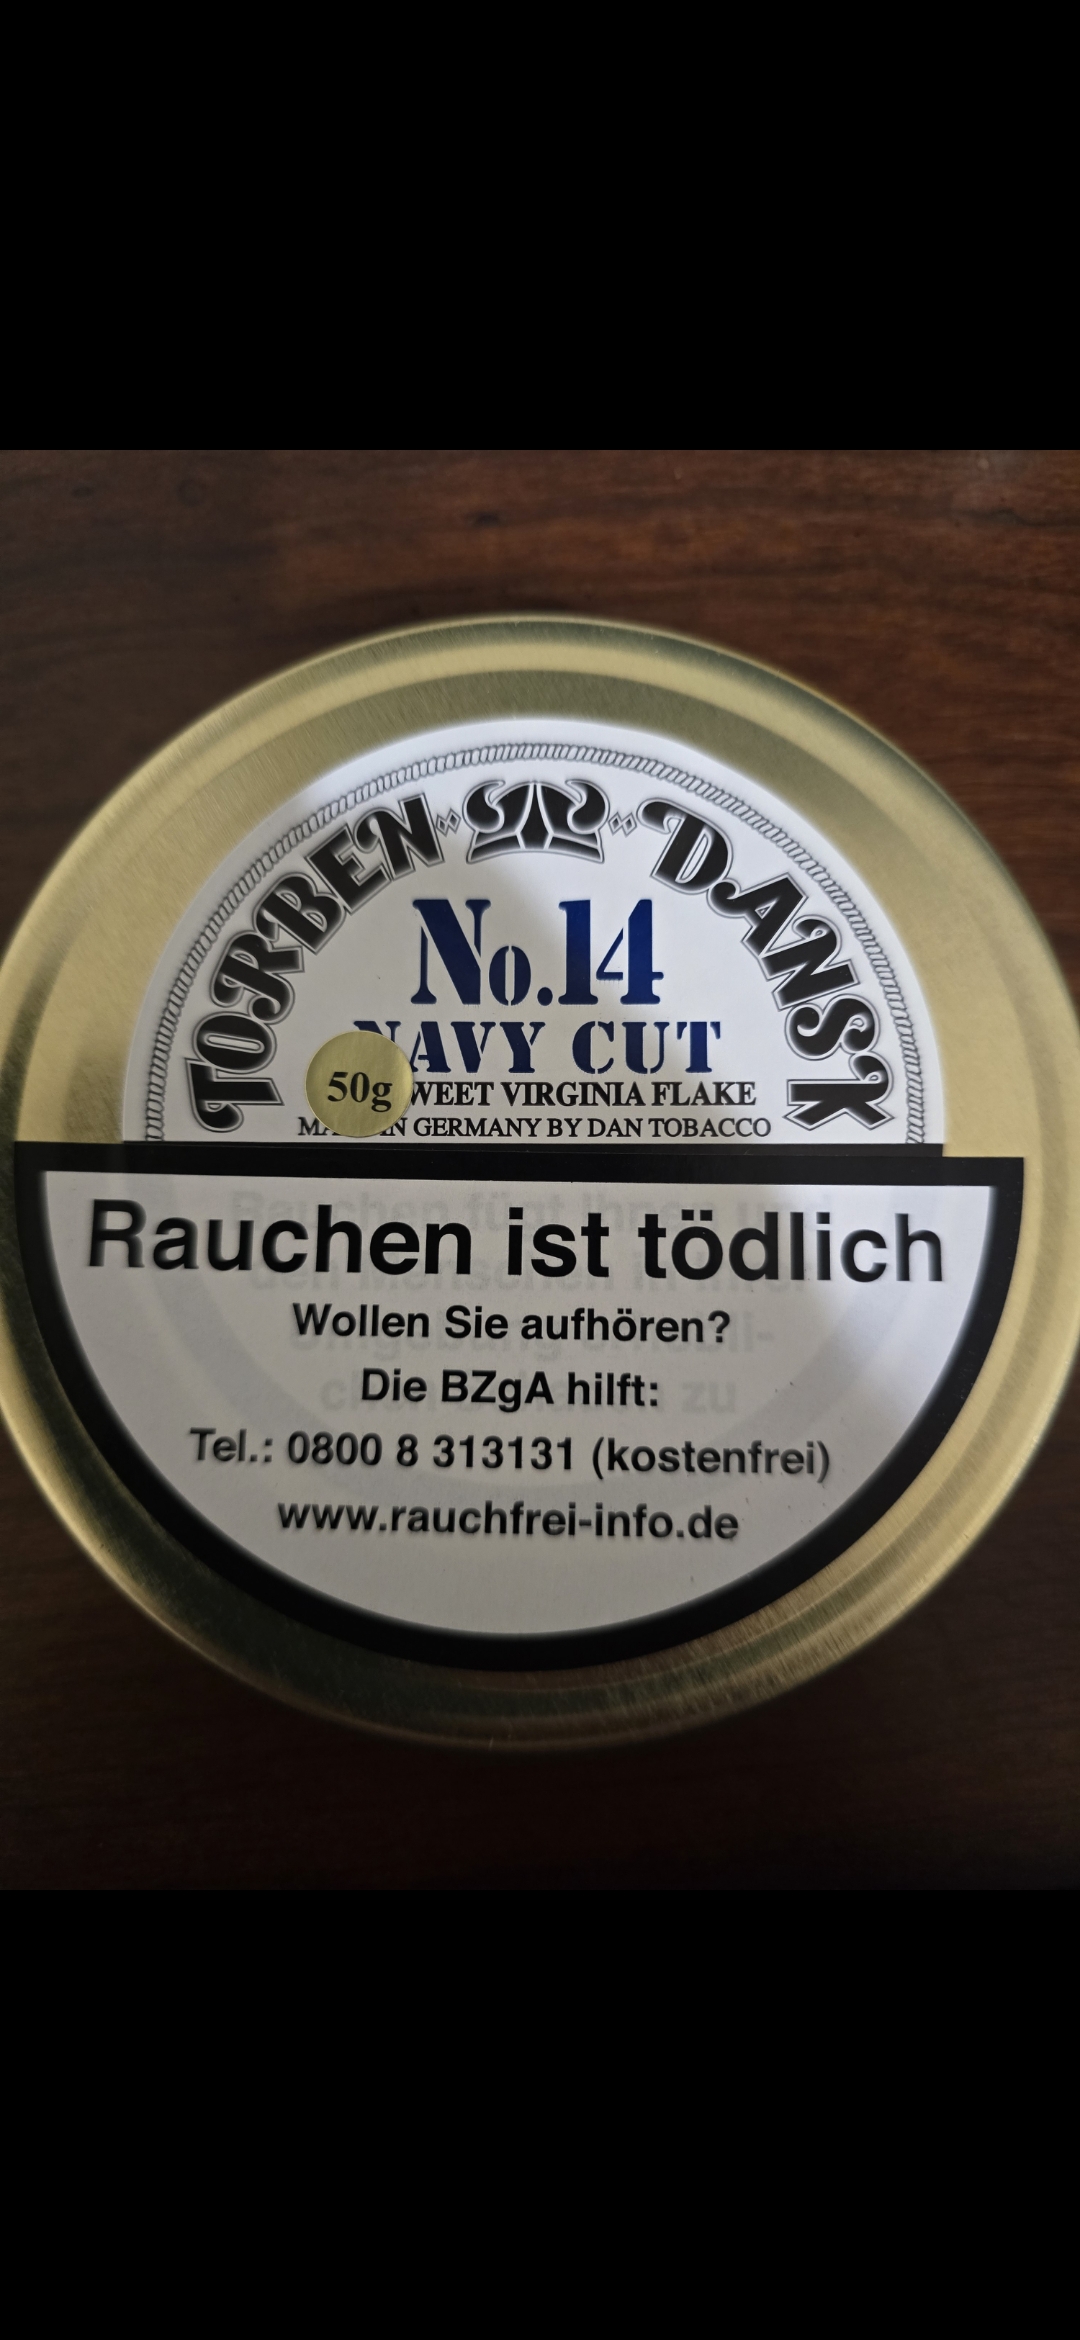 TORBEN DANSK
No.14
NAVY CUT
50g
VIRGINIA FLAKE
IN GERMANY BY DAN TOBACCO
Rauchen ist tödlich
Wollen Sie aufhören?
Die BZgA hilft:
Tel.: 0800 8 313131 (kostenfrei)
www.rauchfrei-info.de